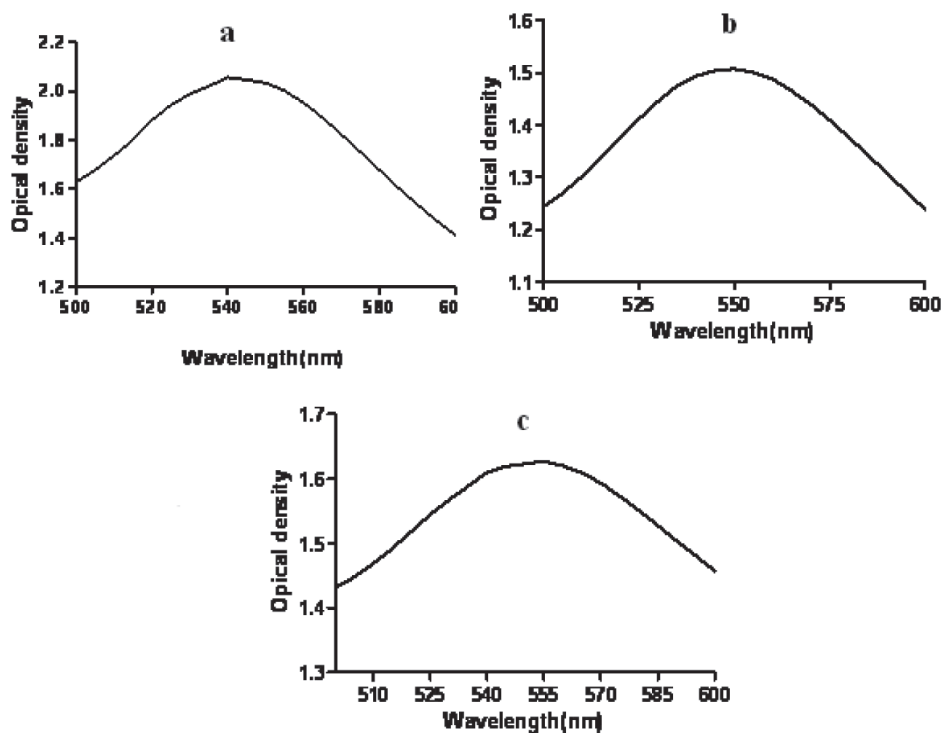 a
2.2
2.0
1.8
1.6
1.4
1.2
Opical density
500 520 540 560 580 600
Wavelength(nm)
b
1.6
1.5
1.4
1.3
1.2
1.1
Opical density
500 525 550 575 600
Wavelength(nm)
c
1.7
1.6
1.5
1.4
1.3
Opical density
510 525 540 555 570 585 600
Wavelength(nm)